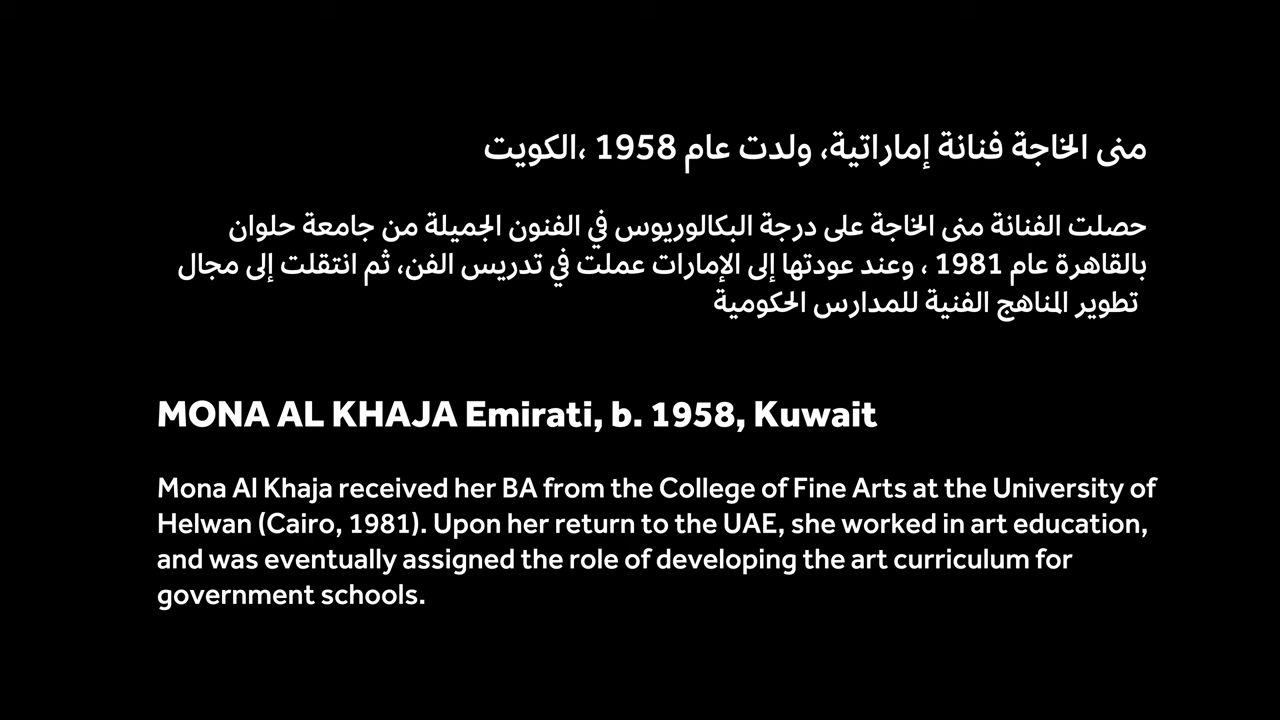 منى الخاجة فنانة إماراتية، ولدت عام 1958 ،الكويت
حصلت الفنانة منى الخاجة على درجة البكالوريوس في الفنون الجميلة من جامعة حلوان
بالقاهرة عام 1981 ، وعند عودتها إلى الإمارات عملت في تدريس الفن، ثم انتقلت إلى مجال
تطوير المناهج الفنية للمدارس الحكومية
MONA AL KHAJA Emirati, b. 1958, Kuwait
Mona Al Khaja received her BA from the College of Fine Arts at the University of
Helwan (Cairo, 1981). Upon her return to the UAE, she worked in art education,
and was eventually assigned the role of developing the art curriculum for
government schools.